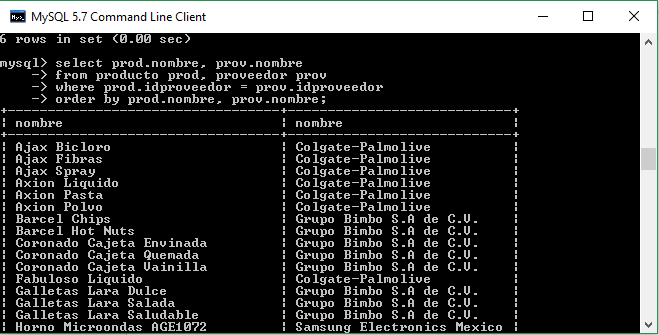 MySQL 5.7 Command Line Client
6 rows in set (0.00 sec)
mysql> select prod.nombre, prov.nombre
-> from producto prod, proveedor prov
-> where prod.idproveedor = prov.idproveedor
-> order by prod.nombre, prov.nombre;
| nombre | nombre |
| Ajax Bicloro | Colgate-Palmolive |
| Ajax Fibras | Colgate-Palmolive |
| Ajax Spray | Colgate-Palmolive |
| Axion Liquido | Colgate-Palmolive |
| Axion Pasta | Colgate-Palmolive |
| Axion Polvo | Colgate-Palmolive |
| Barcel Chips | Grupo Bimbo S.A de C.V. |
| Barcel Hot Nuts | Grupo Bimbo S.A de C.V. |
| Coronado Cajeta Envinada | Grupo Bimbo S.A de C.V. |
| Coronado Cajeta Quemada | Grupo Bimbo S.A de C.V. |
| Coronado Cajeta Vainilla | Grupo Bimbo S.A de C.V. |
| Fabuloso Liquido | Colgate-Palmolive |
| Galletas Lara Dulce | Grupo Bimbo S.A de C.V. |
| Galletas Lara Salada | Grupo Bimbo S.A de C.V. |
| Galletas Lara Saludable | Grupo Bimbo S.A de C.V. |
| Horno Microondas AGE1072 | Samsung Electronics Mexico |